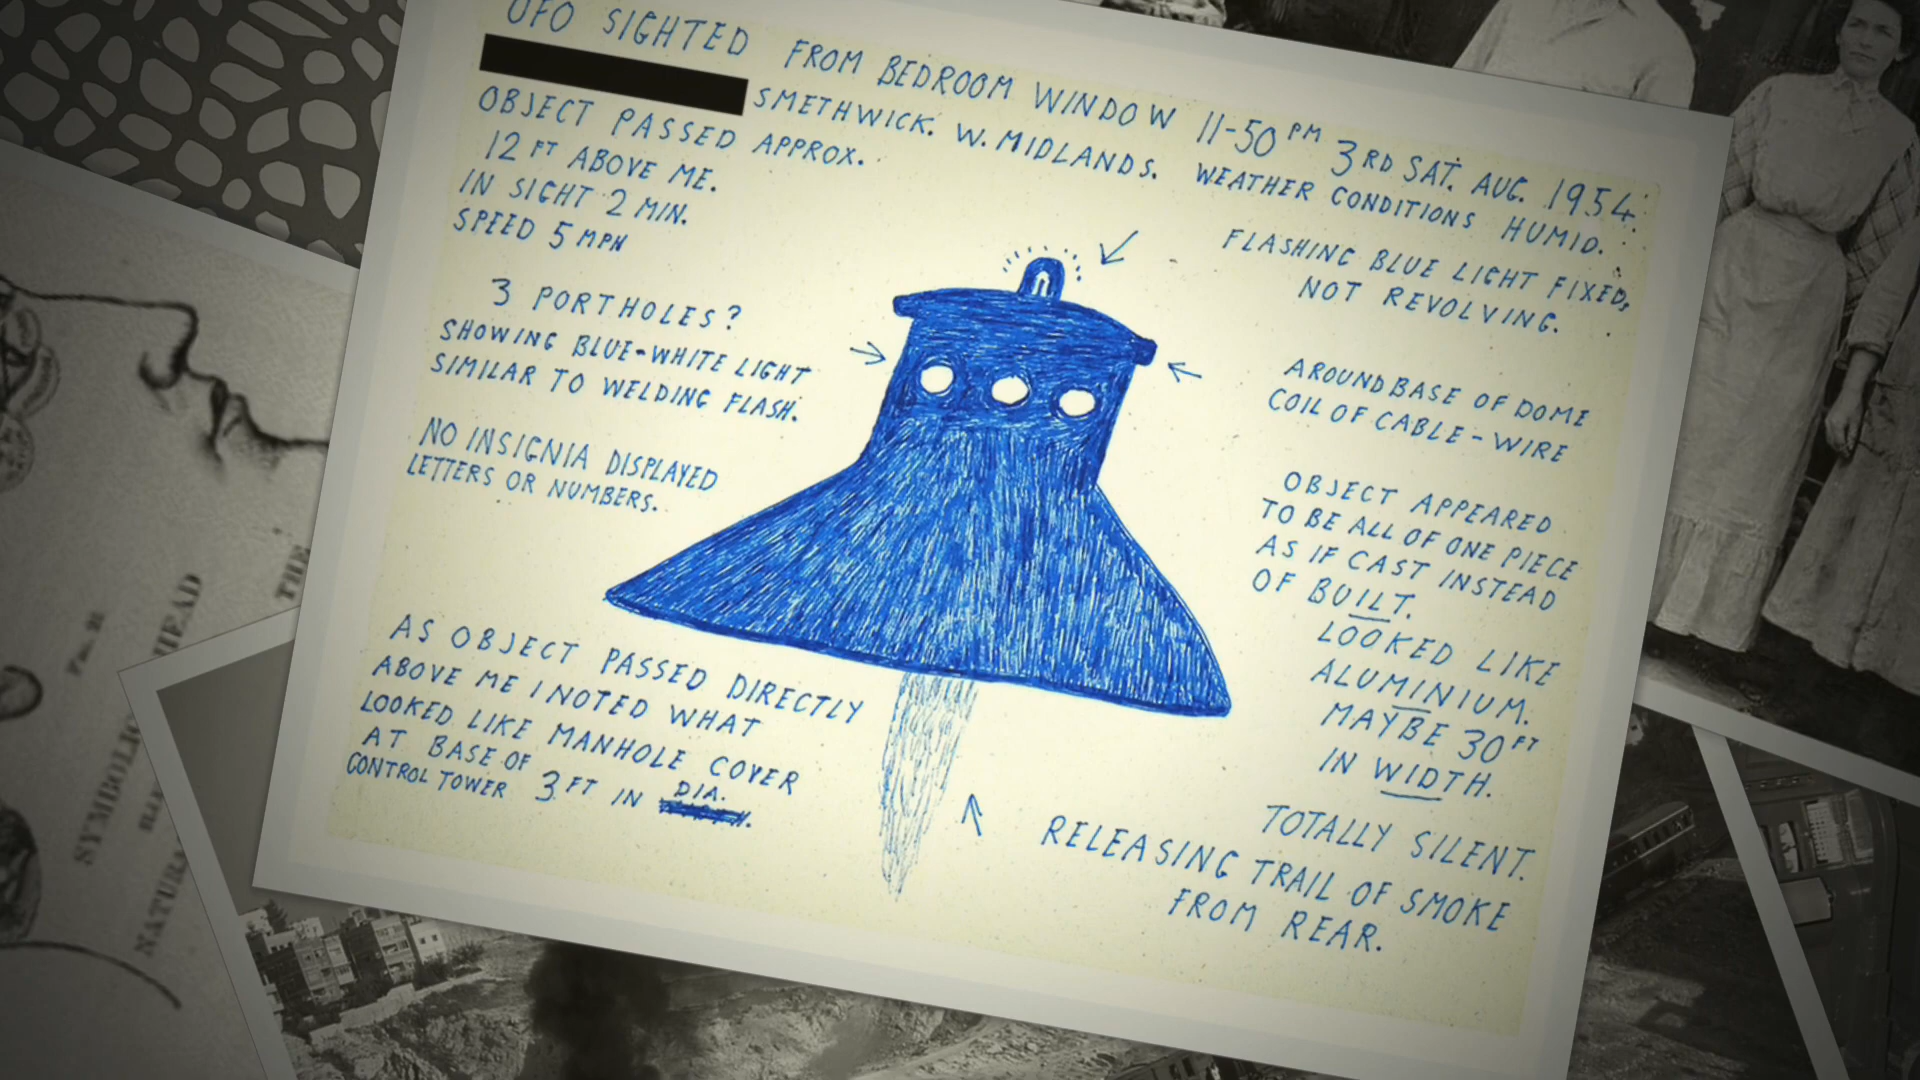 UFO SIGHTED FROM BEDROOM WINDOW 11-50 PM 3RD SAT. AUG. 1954.
SMETHWICK. W. MIDLANDS. WEATHER CONDITIONS HUMID.
OBJECT PASSED APPROX.
12 FT ABOVE ME.
IN SIGHT 2 MIN.
SPEED 5 MPH
3 PORTHOLES?
SHOWING BLUE-WHITE LIGHT
SIMILAR TO WELDING FLASH.
NO INSIGNIA DISPLAYED
LETTERS OR NUMBERS.
AS OBJECT PASSED DIRECTLY
ABOVE ME I NOTED WHAT
LOOKED LIKE MANHOLE COVER
AT BASE OF
CONTROL TOWER 3 FT IN DIA.
FLASHING BLUE LIGHT FIXED,
NOT REVOLVING.
AROUND BASE OF DOME
COIL OF CABLE-WIRE
OBJECT APPEARED
TO BE ALL OF ONE PIECE
AS IF CAST INSTEAD
OF BUILT.
LOOKED LIKE
ALUMINIUM.
MAYBE 30 FT
IN WIDTH.
TOTALLY SILENT.
RELEASING TRAIL OF SMOKE
FROM REAR.
THE
HEAD